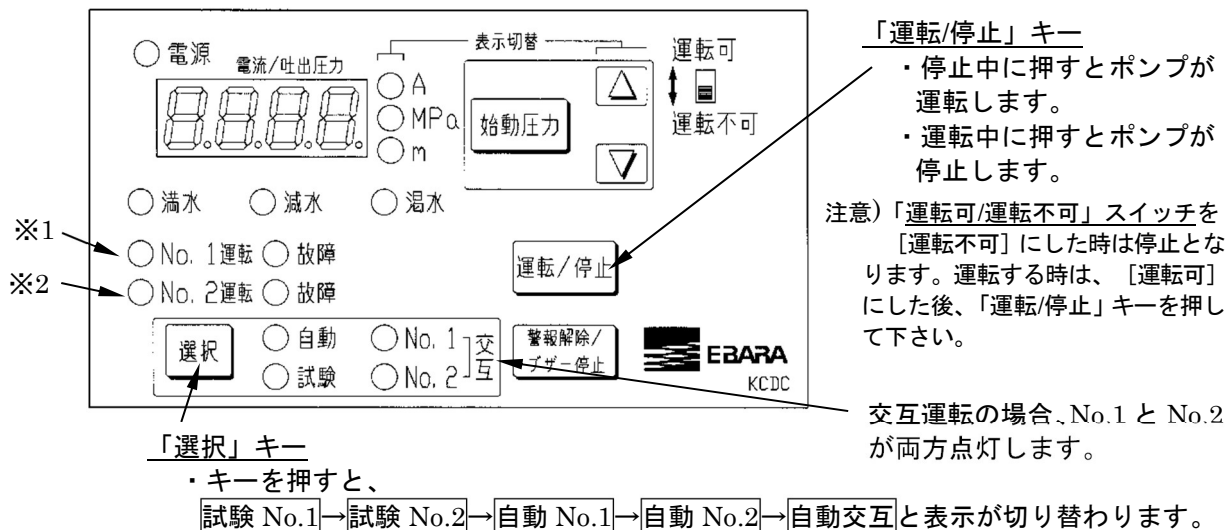 電源
電流/吐出圧力
8.8.8.8.
表示切替
A
MPa
m
始動圧力
△
▽
運転可
運転不可
満水
減水
渇水
※1
No. 1運転
故障
※2
No. 2運転
故障
運転/停止
選択
自動
試験
No. 1
No. 2
交互
警報解除/
ブザー停止
EBARA
KCDC
「運転/停止」キー
・停止中に押すとポンプが
運転します。
・運転中に押すとポンプが
停止します。
注意)「運転可/運転不可」スイッチを
[運転不可] にした時は停止とな
ります。運転する時は、 [運転可]
にした後、「運転/停止」キーを押し
て下さい。
交互運転の場合、No.1 と No.2
が両方点灯します。
「選択」キー
・キーを押すと、
試験 No.1→試験 No.2→自動 No.1→自動 No.2→自動交互と表示が切り替わります。